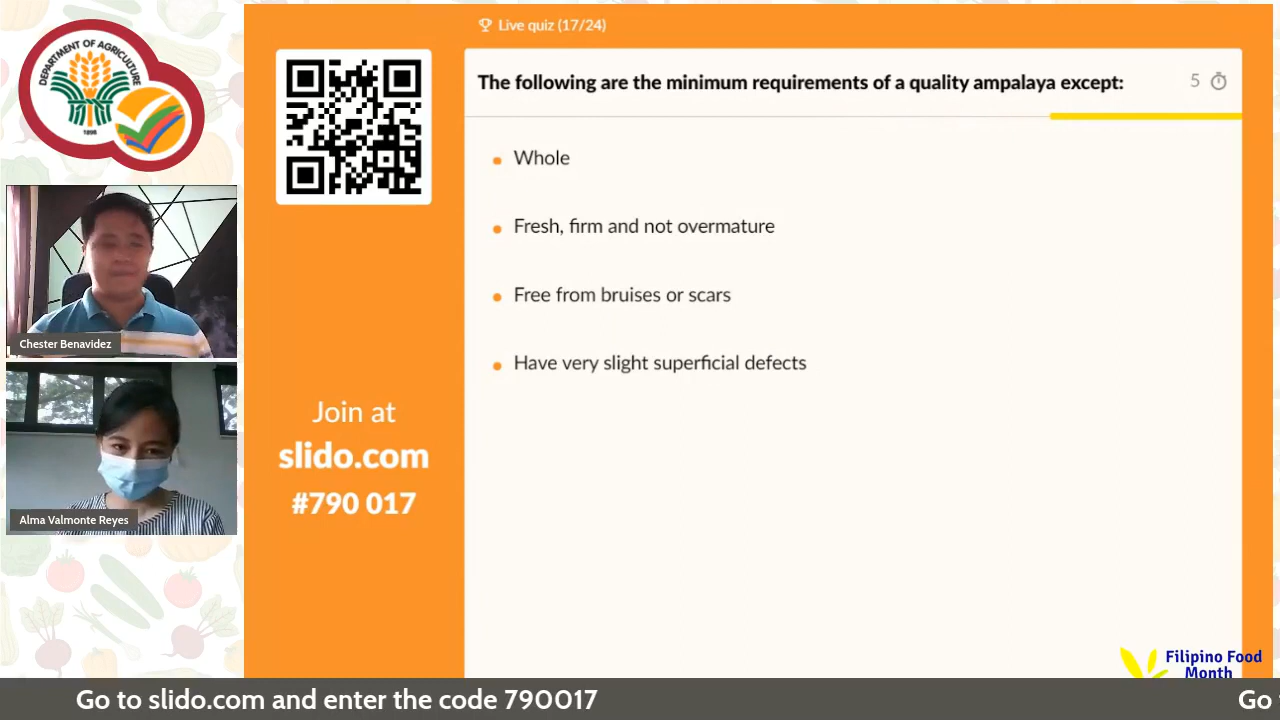 DEPARTMENT OF AGRICULTURE
1898
Chester Benavidez
Alma Valmonte Reyes
Live quiz (17/24)
The following are the minimum requirements of a quality ampalaya except:
5
Whole
Fresh, firm and not overmature
Free from bruises or scars
Have very slight superficial defects
Join at
slido.com
#790 017
Filipino Food
Month
Go to slido.com and enter the code 790017
Go